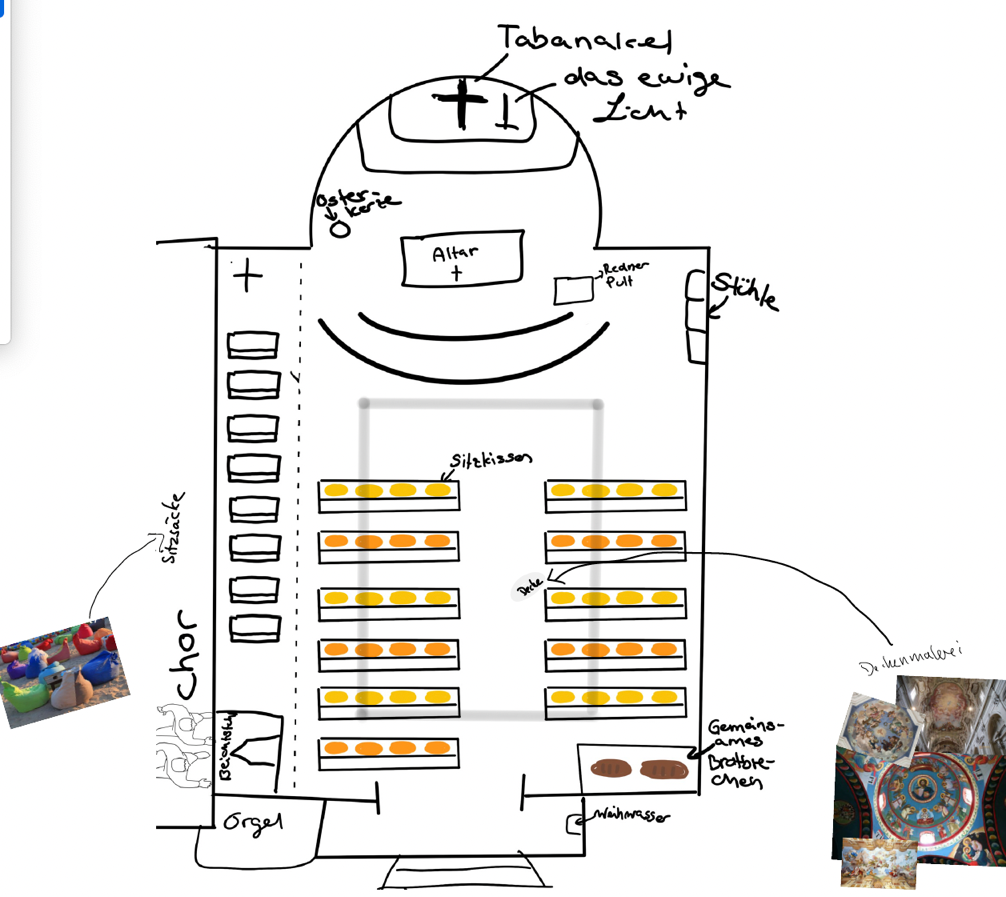 Tabanakel
das ewige
Licht
Oster
kerze
Altar
Redner
Pult
Stühle
Sitzkissen
Sitzsäcke
Decke
Deckenmalerei
Chor
Beichtstuhl
Gemeins-
ames
Brotbre-
chen
Orgel
Weihwasser